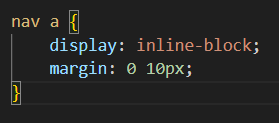 nav a {
    display: inline-block;
    margin: 0 10px;
}